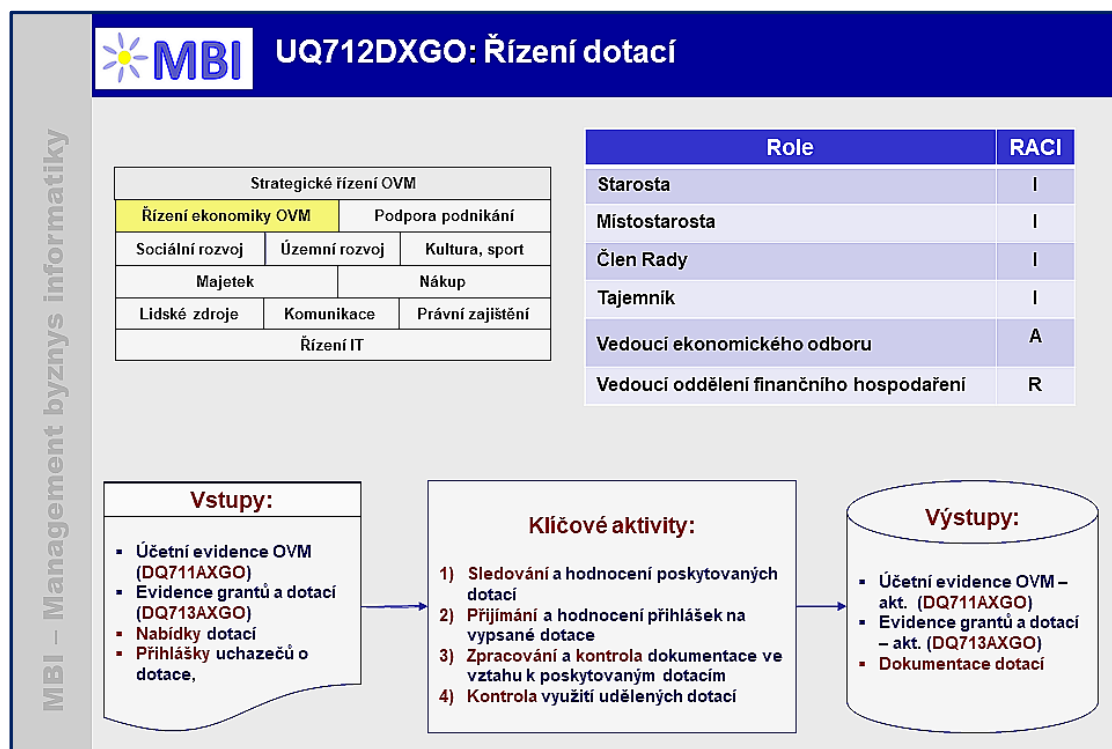 MBI – Management byznys informatiky
MBI
UQ712DXGO: Řízení dotací
Strategické řízení OVM
Řízení ekonomiky OVM
Podpora podnikání
Sociální rozvoj
Územní rozvoj
Kultura, sport
Majetek
Nákup
Lidské zdroje
Komunikace
Právní zajištění
Řízení IT
Role RACI
Starosta I
Místostarosta I
Člen Rady I
Tajemník I
Vedoucí ekonomického odboru A
Vedoucí oddělení finančního hospodaření R
Vstupy:
▪ Účetní evidence OVM
(DQ711AXGO)
▪ Evidence grantů a dotací
(DQ713AXGO)
▪ Nabídky dotací
▪ Přihlášky uchazečů o
dotace,
Klíčové aktivity:
1) Sledování a hodnocení poskytovaných
dotací
2) Přijímání a hodnocení přihlášek na
vypsané dotace
3) Zpracování a kontrola dokumentace ve
vztahu k poskytovaným dotacím
4) Kontrola využití udělených dotací
Výstupy:
▪ Účetní evidence OVM –
akt. (DQ711AXGO)
▪ Evidence grantů a dotací
– akt. (DQ713AXGO)
▪ Dokumentace dotací